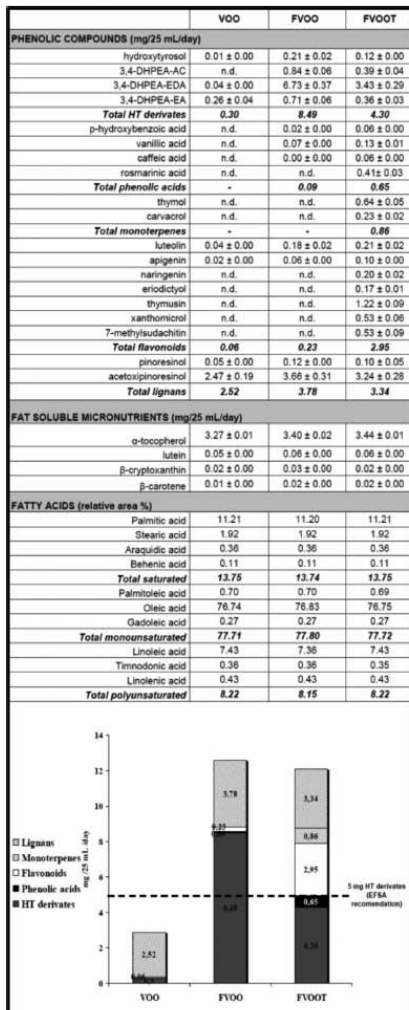 VOO FVOO FVOOT
PHENOLIC COMPOUNDS (mg/25 mL/day)
hydroxytyrosol 0.01 ± 0.00 0.21 ± 0.02 0.12 ± 0.00
3,4-DHPEA-AC n.d. 0.84 ± 0.06 0.39 ± 0.04
3,4-DHPEA-EDA 0.04 ± 0.00 6.73 ± 0.37 3.43 ± 0.29
3,4-DHPEA-EA 0.26 ± 0.04 0.71 ± 0.06 0.36 ± 0.03
Total HT derivates 0.30 8.49 4.30
p-hydroxybenzoic acid n.d. 0.02 ± 0.00 0.06 ± 0.00
vanillic acid n.d. 0.07 ± 0.00 0.13 ± 0.01
caffeic acid n.d. 0.00 ± 0.00 0.06 ± 0.00
rosmarinic acid n.d. n.d. 0.41± 0.03
Total phenolic acids - 0.09 0.65
thymol n.d. n.d. 0.64 ± 0.05
carvacrol n.d. n.d. 0.23 ± 0.02
Total monoterpenes - - 0.86
luteolin 0.04 ± 0.00 0.18 ± 0.02 0.21 ± 0.02
apigenin 0.02 ± 0.00 0.06 ± 0.00 0.10 ± 0.00
naringenin n.d. n.d. 0.20 ± 0.02
eriodictyol n.d. n.d. 0.17 ± 0.01
thymusin n.d. n.d. 1.22 ± 0.09
xanthomicrol n.d. n.d. 0.53 ± 0.06
7-methylsudachitin n.d. n.d. 0.53 ± 0.09
Total flavonoids 0.06 0.23 2.95
pinoresinol 0.05 ± 0.00 0.12 ± 0.00 0.10 ± 0.05
acetoxipinoresinol 2.47 ± 0.19 3.66 ± 0.31 3.24 ± 0.28
Total lignans 2.52 3.78 3.34
FAT SOLUBLE MICRONUTRIENTS (mg/25 mL/day)
α-tocopherol 3.27 ± 0.01 3.40 ± 0.02 3.44 ± 0.01
lutein 0.05 ± 0.00 0.06 ± 0.00 0.06 ± 0.00
β-cryptoxanthin 0.02 ± 0.00 0.03 ± 0.00 0.02 ± 0.00
β-carotene 0.01 ± 0.00 0.02 ± 0.00 0.02 ± 0.00
FATTY ACIDS (relative area %)
Palmitic acid 11.21 11.20 11.21
Stearic acid 1.92 1.92 1.92
Araquidic acid 0.36 0.36 0.36
Behenic acid 0.11 0.11 0.11
Total saturated 13.75 13.74 13.75
Palmitoleic acid 0.70 0.70 0.69
Oleic acid 76.74 76.83 76.75
Gadoleic acid 0.27 0.27 0.27
Total monounsaturated 77.71 77.80 77.72
Linoleic acid 7.43 7.36 7.43
Timnodonic acid 0.36 0.36 0.35
Linolenic acid 0.43 0.43 0.43
Total polyunsaturated 8.22 8.15 8.22
mg /25 mL /day
14
12
10
8
6
4
2
0
Lignans
Monoterpenes
Flavonoids
Phenolic acids
HT derivates
2,52
3,78
8,49
3,34
0,86
2,95
0,65
4,30
5 mg HT derivates
(EFSA
recomendation)
VOO FVOO FVOOT